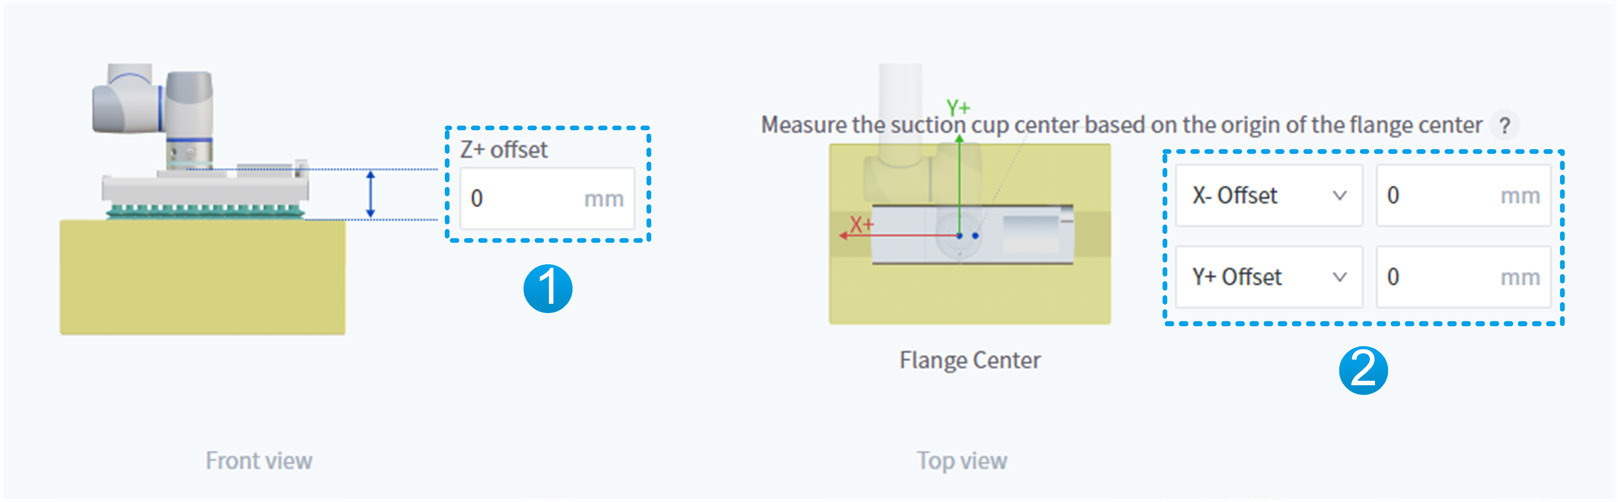 Z+ offset
0 mm
1
Front view
Measure the suction cup center based on the origin of the flange center ?
Y+
X+
X- Offset 0 mm
Y+ Offset 0 mm
2
Flange Center
Top view